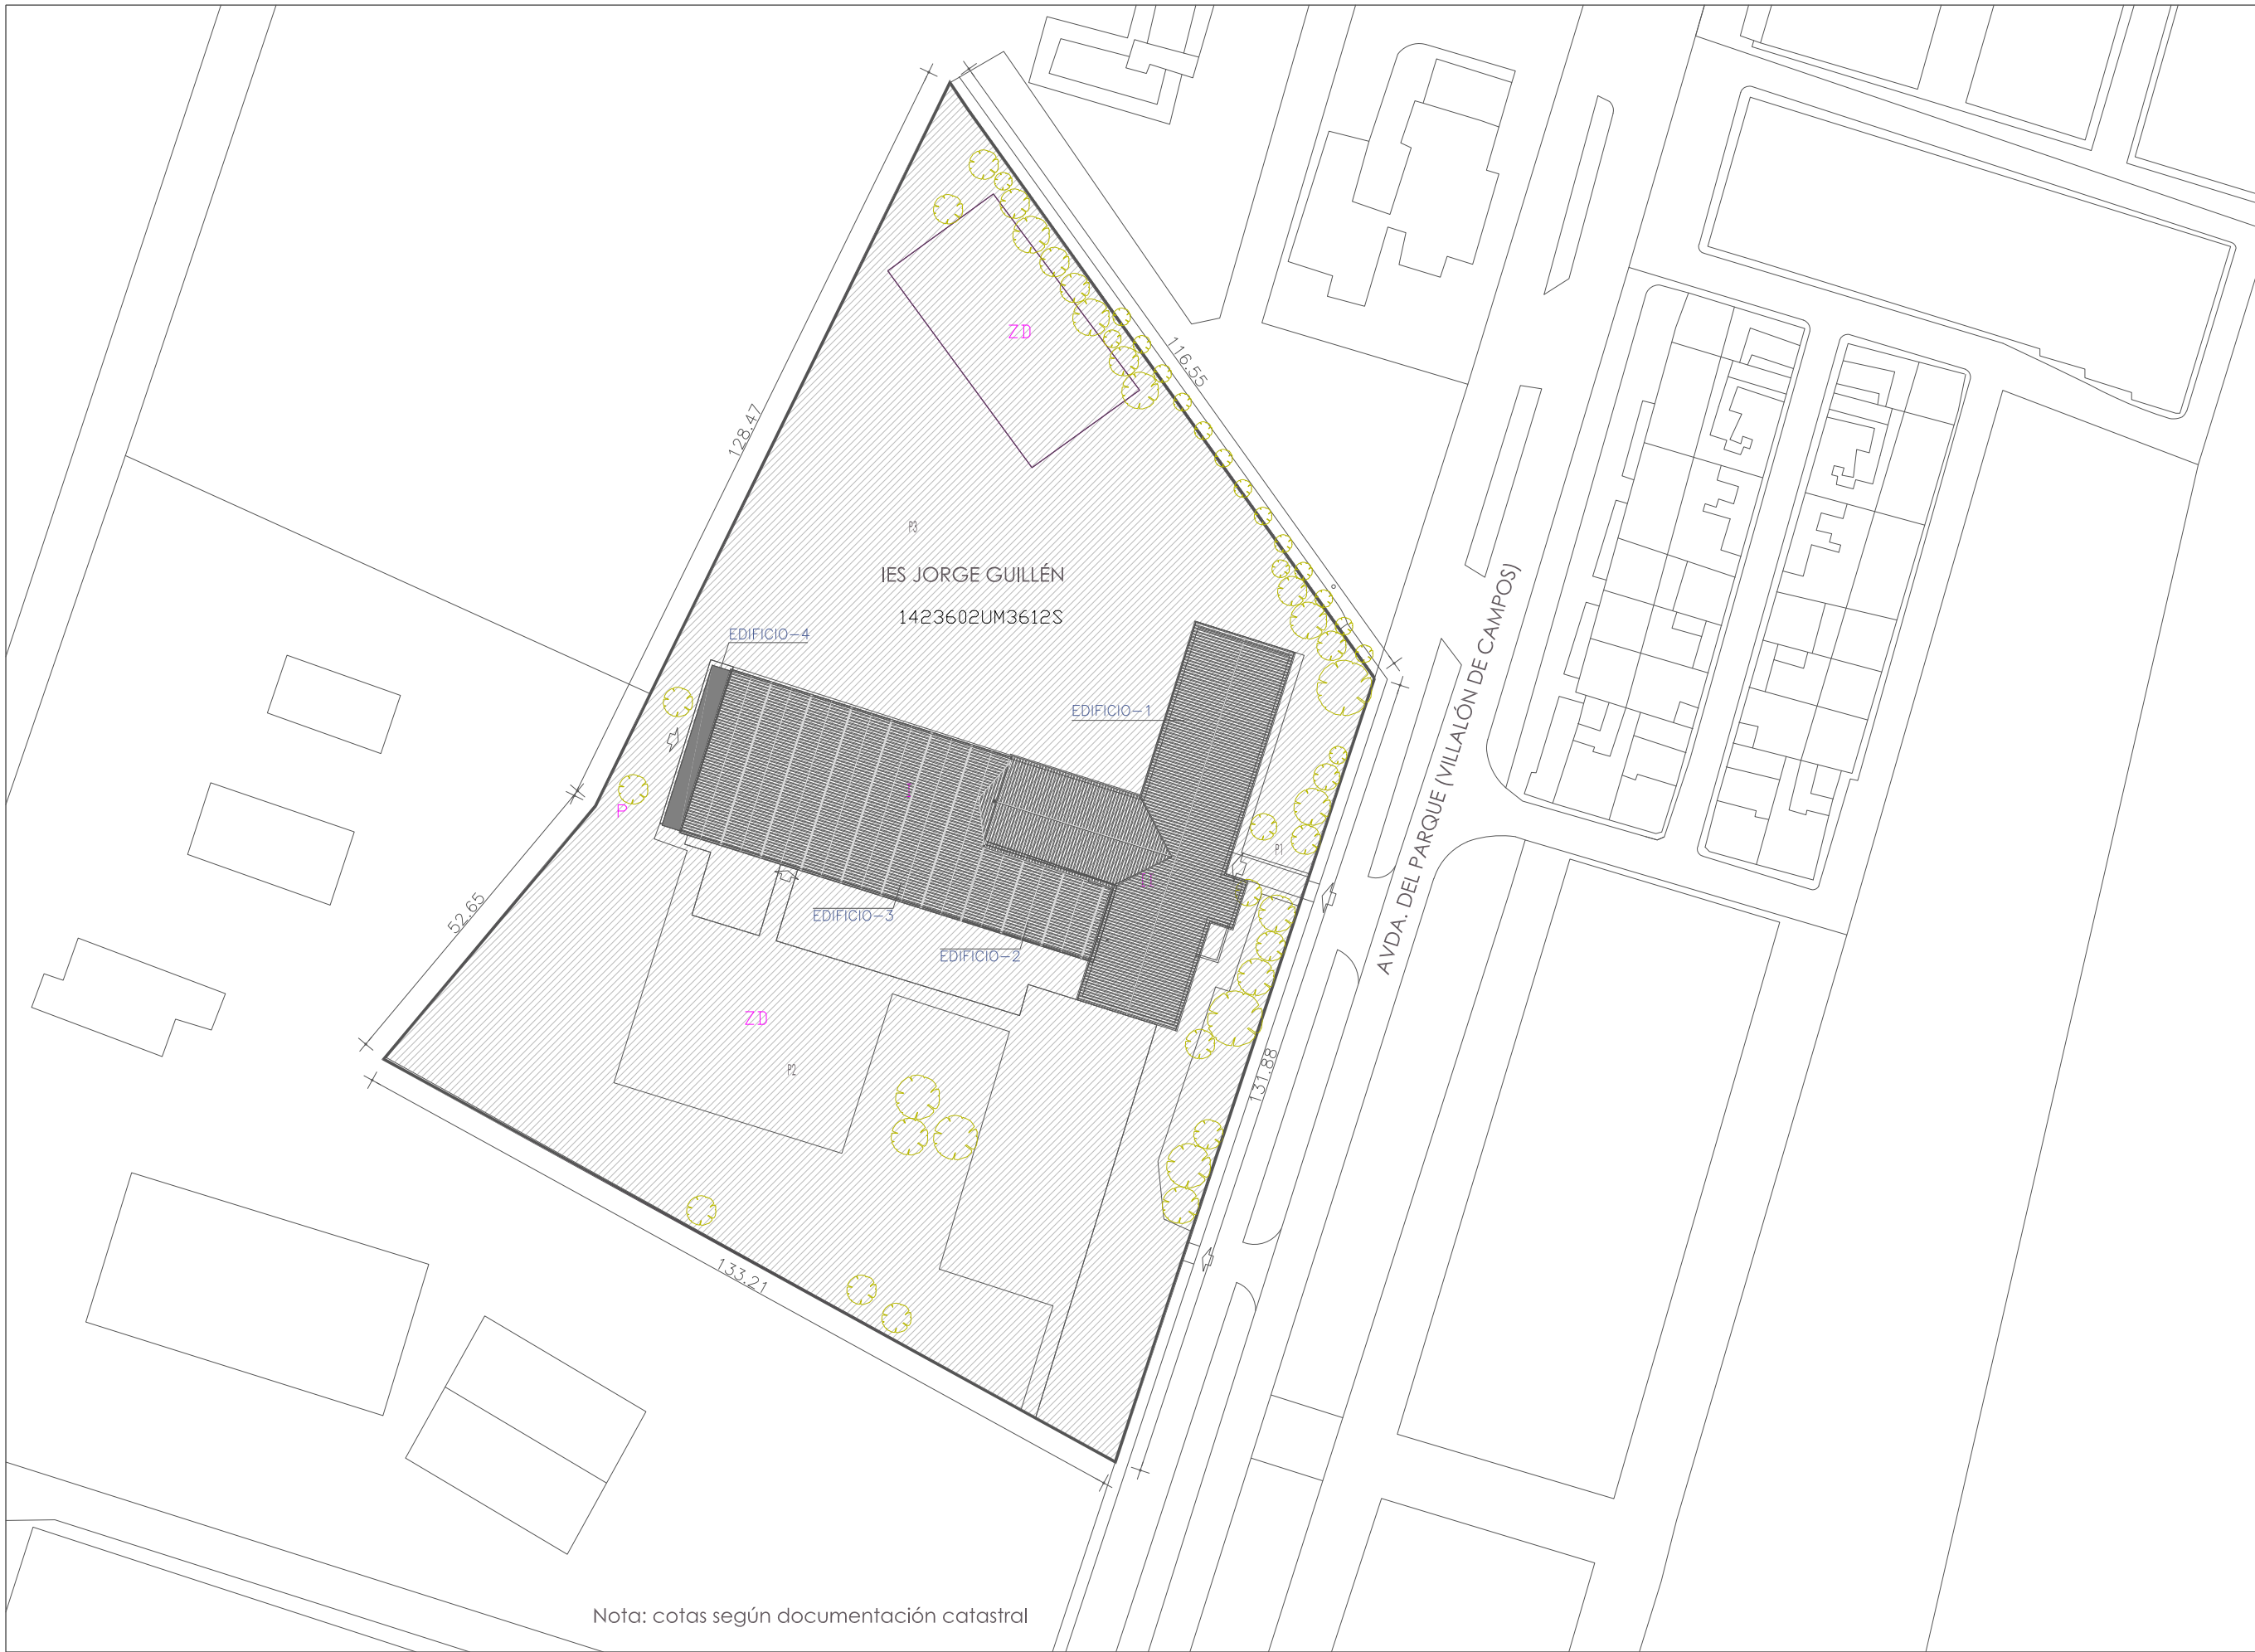 116.55
ZD
128.47
P3
IES JORGE GUILLÉN
1423602UM3612S
EDIFICIO-4
EDIFICIO-1
AVDA. DEL PARQUE (VILLALÓN DE CAMPOS)
I
P
P1
II
52.65
EDIFICIO-3
EDIFICIO-2
ZD
P2
131.88
133.21
Nota: cotas según documentación catastral